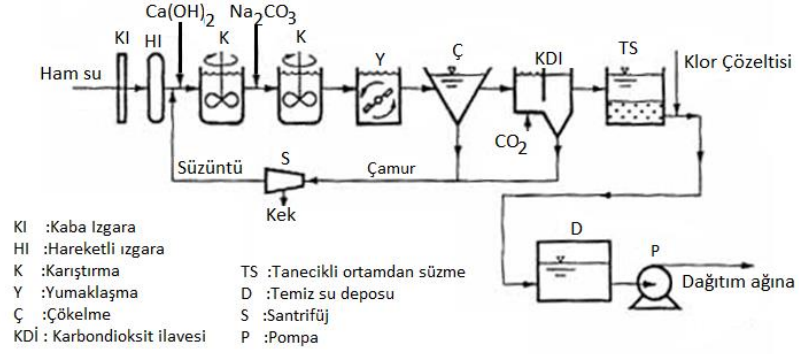 Ca(OH)2 Na2CO3
KI HI K K Y Ç KDI TS
Ham su
Klor Çözeltisi
CO2
Süzüntü S Çamur
Kek
D P
Dağıtım ağına
KI :Kaba Izgara
HI :Hareketli ızgara
K :Karıştırma
Y :Yumaklaşma
Ç :Çökelme
KDİ : Karbondioksit ilavesi
TS :Tanecikli ortamdan süzme
D :Temiz su deposu
S :Santrifüj
P :Pompa